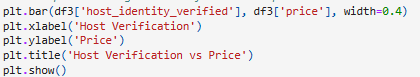 plt.bar(df3['host_identity_verified'], df3['price'], width=0.4)
plt.xlabel('Host Verification')
plt.ylabel('Price')
plt.title('Host Verification vs Price')
plt.show()